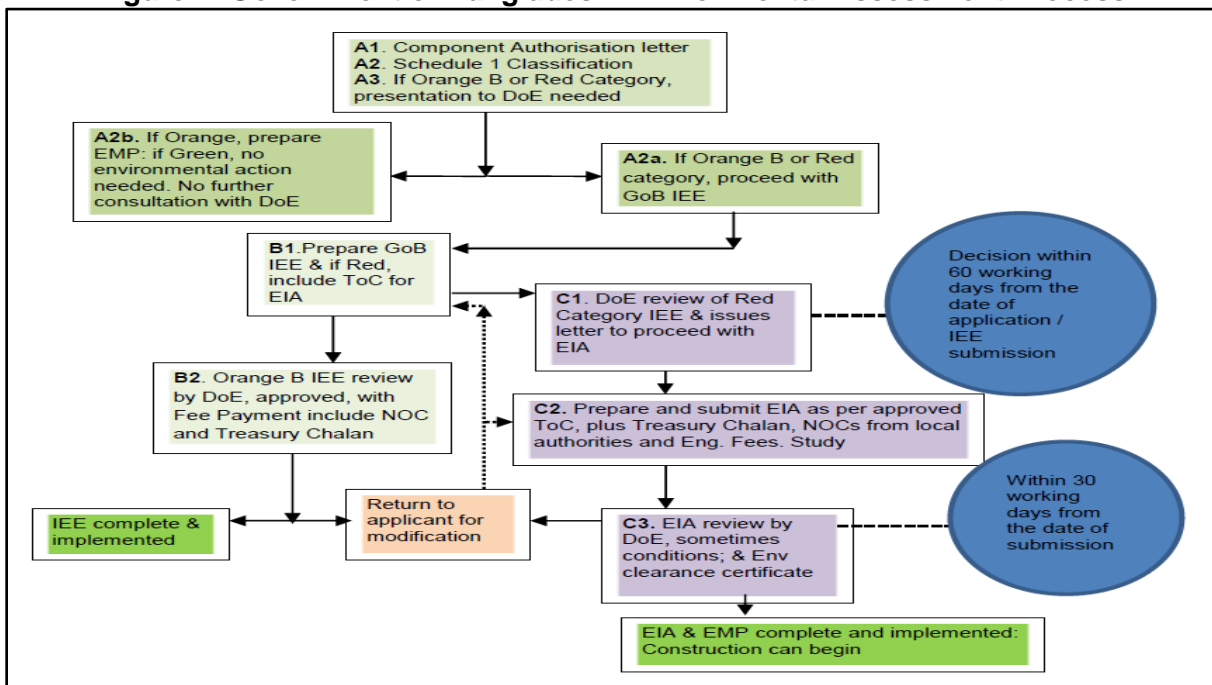 A1. Component Authorisation letter
A2. Schedule 1 Classification
A3. If Orange B or Red Category,
presentation to DoE needed
A2b. If Orange, prepare
EMP: if Green, no
environmental action
needed. No further
consultation with DoE
A2a. If Orange B or Red
category, proceed with
GoB IEE
B1.Prepare GoB
IEE & if Red,
include ToC for
EIA
Decision within
60 working
days from the
date of
application /
IEE
submission
C1. DoE review of Red
Category IEE & issues
letter to proceed with
EIA
B2. Orange B IEE review
by DoE, approved, with
Fee Payment include NOC
and Treasury Chalan
C2. Prepare and submit EIA as per approved
ToC, plus Treasury Chalan, NOCs from local
authorities and Eng. Fees. Study
Within 30
working
days from
the date of
submission
IEE complete &
implemented
Return to
applicant for
modification
C3. EIA review by
DoE, sometimes
conditions; & Env
clearance certificate
EIA & EMP complete and implemented:
Construction can begin